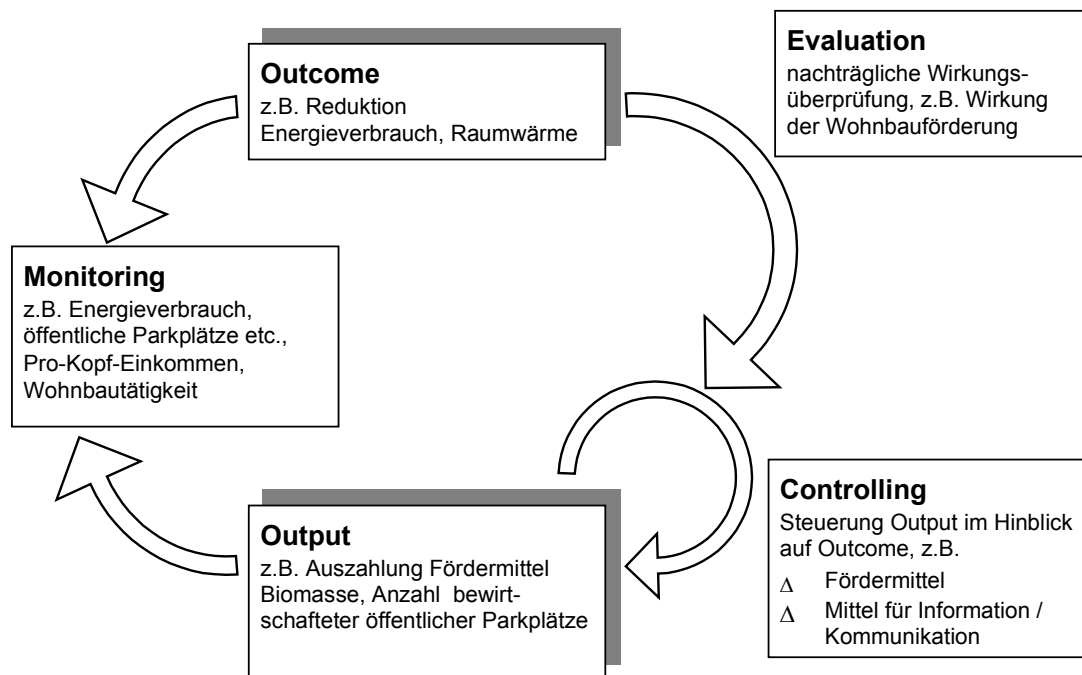 Outcome
z.B. Reduktion
Energieverbrauch, Raumwärme
Evaluation
nachträgliche Wirkungs-
überprüfung, z.B. Wirkung
der Wohnbauförderung
Monitoring
z.B. Energieverbrauch,
öffentliche Parkplätze etc.,
Pro-Kopf-Einkommen,
Wohnbautätigkeit
Output
z.B. Auszahlung Fördermittel
Biomasse, Anzahl bewirt-
schafteter öffentlicher Parkplätze
Controlling
Steuerung Output im Hinblick
auf Outcome, z.B.
Δ Fördermittel
Δ Mittel für Information /
Kommunikation